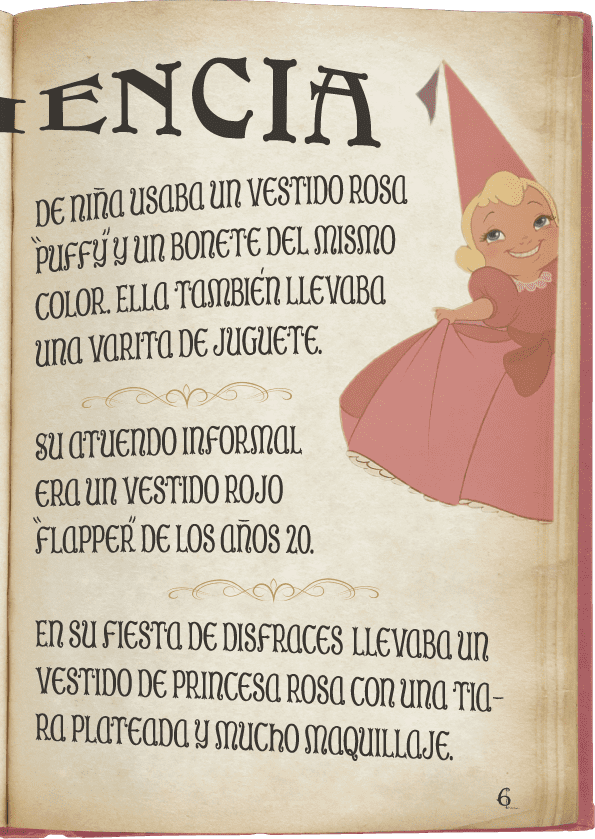 IENCIA
DE NIÑA USABA UN VESTIDO ROSA
"PUFFY" Y UN BONETE DEL MISMO
COLOR. ELLA TAMBIÉN LLEVABA
UNA VARITA DE JUGUETE.
SU ATUENDO INFORMAL
ERA UN VESTIDO ROJO
"FLAPPER" DE LOS AÑOS 20.
EN SU FIESTA DE DISFRACES LLEVABA UN
VESTIDO DE PRINCESA ROSA CON UNA TIA-
RA PLATEADA Y MUCHO MAQUILLAJE.
6